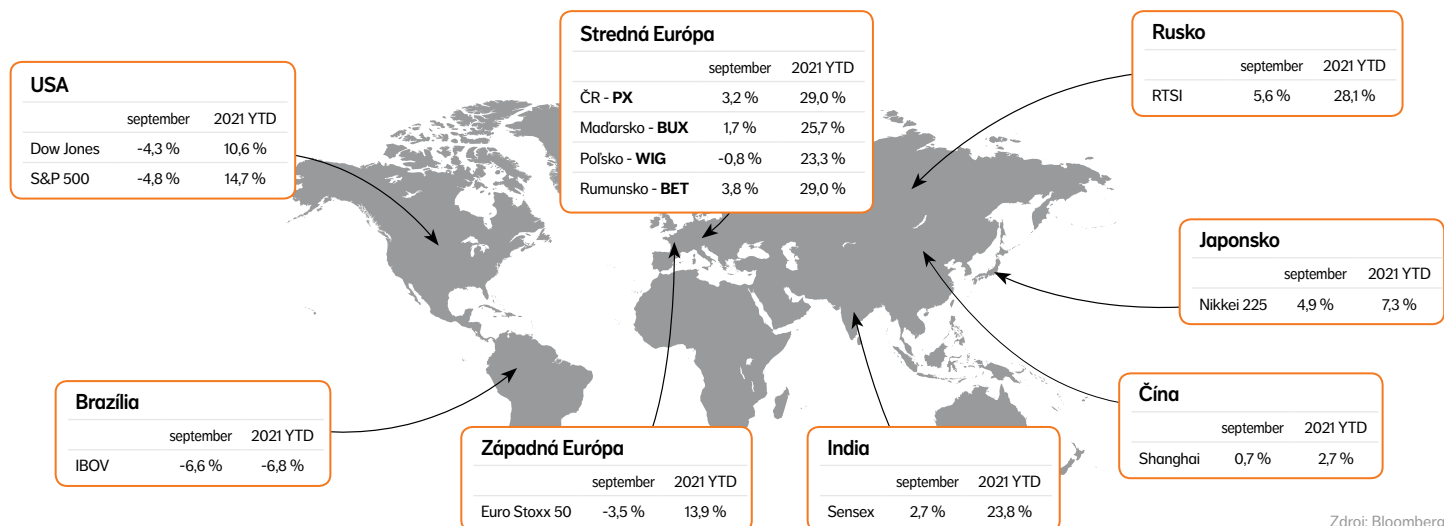 USA
september 2021 YTD
Dow Jones -4,3 % 10,6 %
S&P 500 -4,8 % 14,7 %
Stredná Európa
september 2021 YTD
ČR - PX 3,2 % 29,0 %
Maďarsko - BUX 1,7 % 25,7 %
Poľsko - WIG -0,8 % 23,3 %
Rumunsko - BET 3,8 % 29,0 %
Rusko
september 2021 YTD
RTSI 5,6 % 28,1 %
Japonsko
september 2021 YTD
Nikkei 225 4,9 % 7,3 %
Brazília
september 2021 YTD
IBOV -6,6 % -6,8 %
Západná Európa
september 2021 YTD
Euro Stoxx 50 -3,5 % 13,9 %
India
september 2021 YTD
Sensex 2,7 % 23,8 %
Čína
september 2021 YTD
Shanghai 0,7 % 2,7 %
Zdroj: Bloomberg